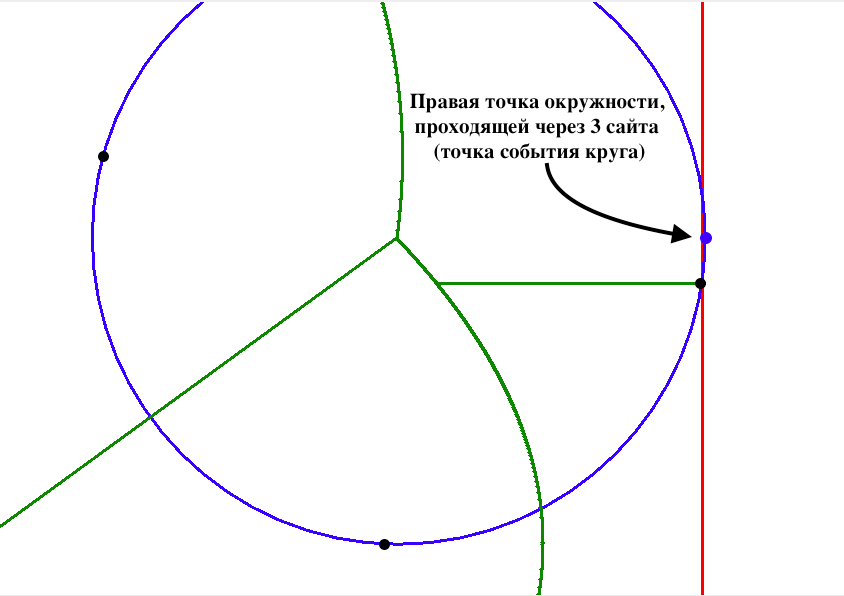 Правая точка окружности,
проходящей через 3 сайта
(точка события круга)